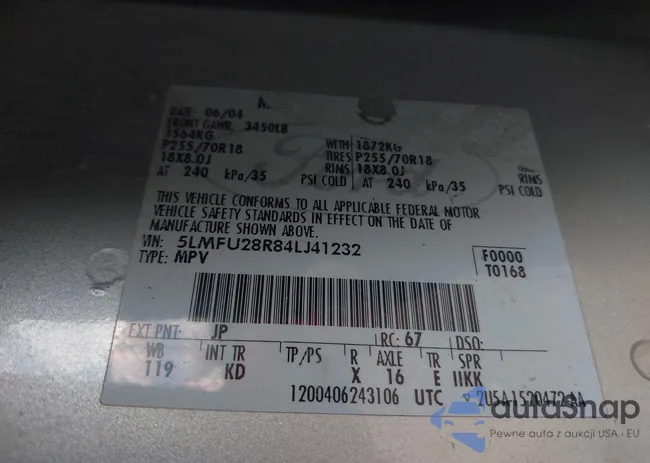 DATE: 06/04
FRONT GAWR: 3450LB
1564KG WITH 1872KG
P255/70R18 TIRES P255/70R18
18X8.0J RIMS 18X8.0J RIMS
AT 240 kPa/35 PSI COLD AT 240 kPa/35 PSI COLD
THIS VEHICLE CONFORMS TO ALL APPLICABLE FEDERAL MOTOR
VEHICLE SAFETY STANDARDS IN EFFECT ON THE DATE OF
MANUFACTURE SHOWN ABOVE.
VIN: 5LMFU28R84LJ41232 F0000
TYPE: MPV T0168
EXT PNT: JP RC: 67 DSO:
WB INT TR TP/PS R AXLE TR SPR
119 KD X 16 E IIKK
1200406243106 UTC
autosnap
Pewne auta z aukcji USA i EU